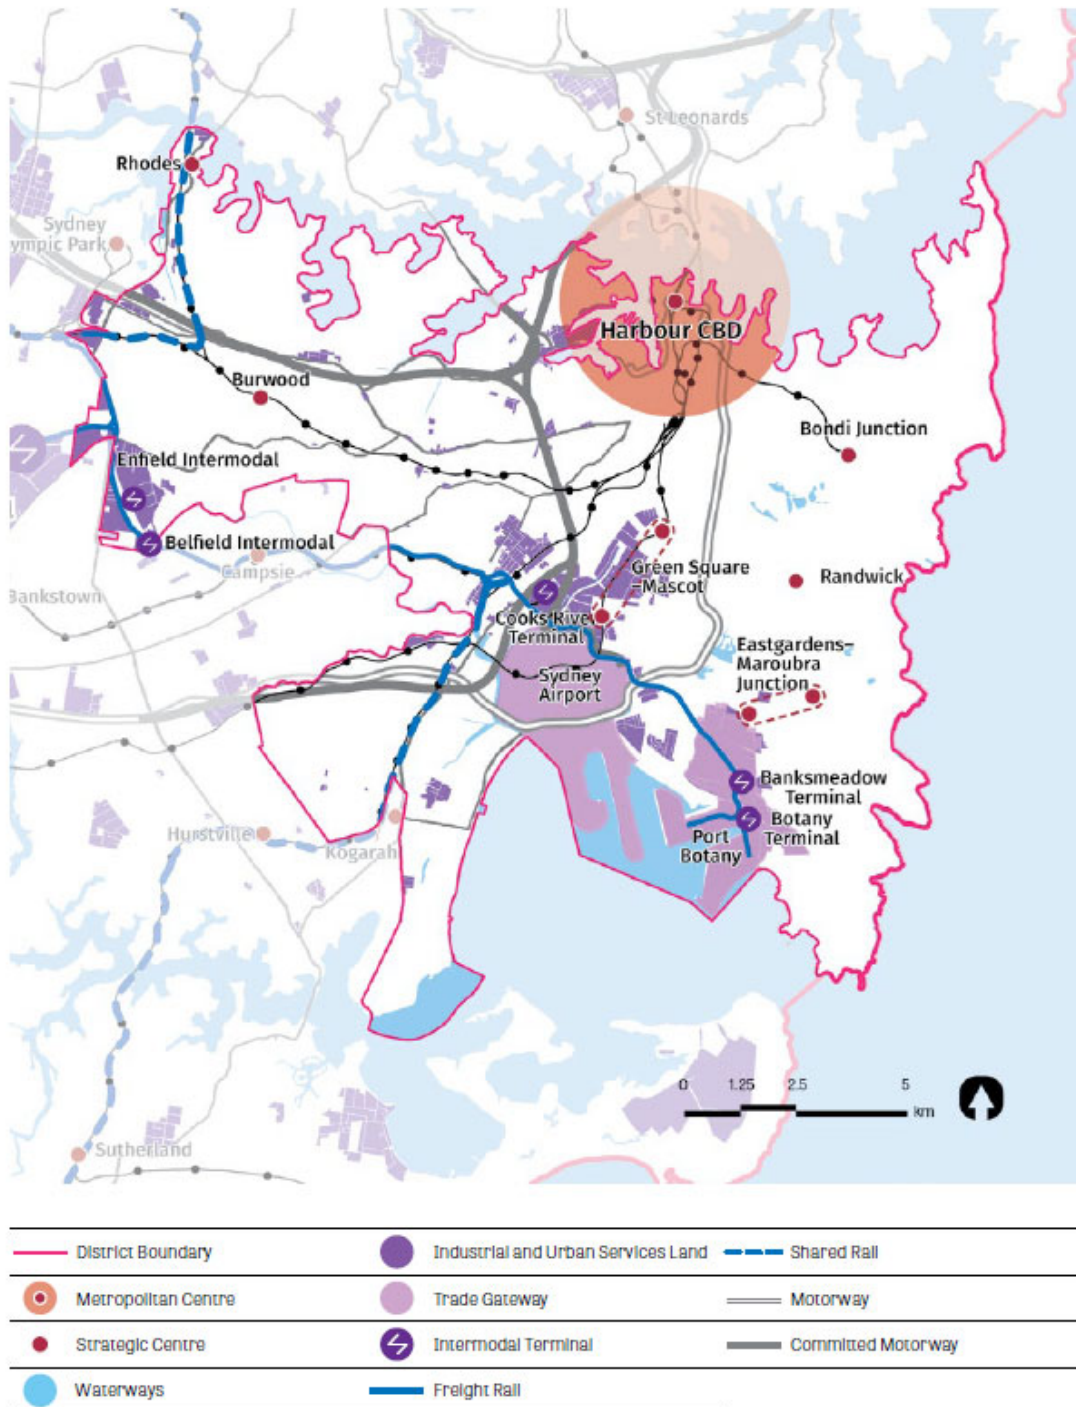 St Leonards
Rhodes
Sydney
ympic Park
Harbour CBD
Burwood
Bondi Junction
Enfield Intermodal
Belfield Intermodal
Campsie
Bankstown
Green Square
–Mascot
Randwick
Cooks River
Terminal
Eastgardens–
Maroubra
Junction
Sydney
Airport
Banksmeadow
Terminal
Botany
Terminal
Port
Botany
Hurstville
Kogarah
0 1.25 2.5 5
km
Sutherland
District Boundary
Industrial and Urban Services Land
Shared Rail
Metropolitan Centre
Trade Gateway
Motorway
Strategic Centre
Intermodal Terminal
Committed Motorway
Waterways
Freight Rail